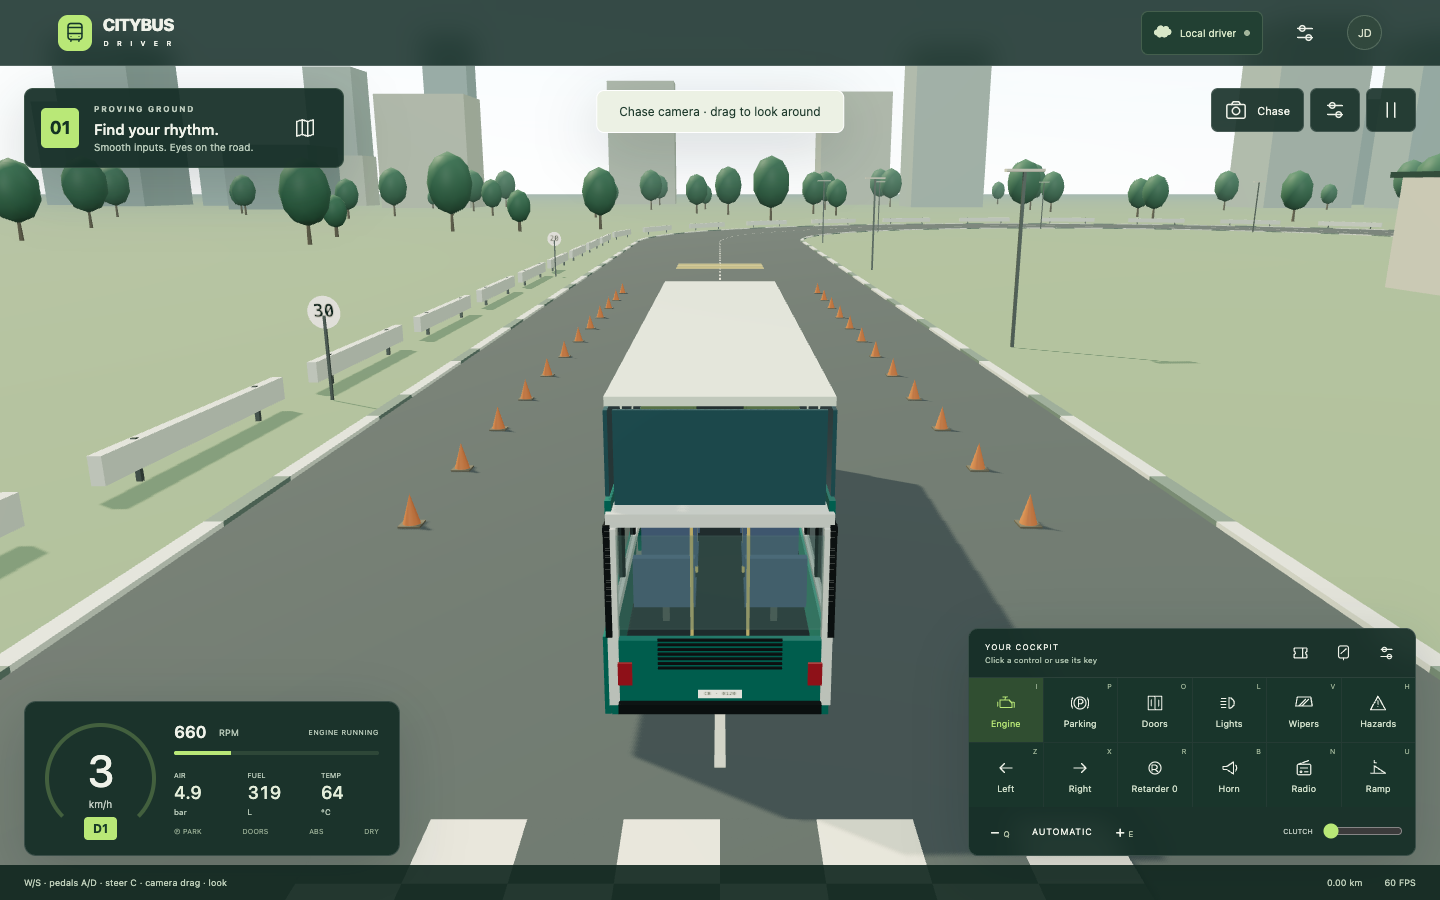 CITYBUS
DRIVER
Local driver
JD
01
PROVING GROUND
Find your rhythm.
Smooth inputs. Eyes on the road.
Chase camera · drag to look around
Chase
30
20
YOUR COCKPIT
Click a control or use its key
I
Engine
P
Parking
O
Doors
L
Lights
V
Wipers
H
Hazards
Z
Left
X
Right
R
Retarder 0
B
Horn
N
Radio
U
Ramp
Q
AUTOMATIC
E
CLUTCH
3
km/h
D1
660 RPM
ENGINE RUNNING
AIR
4.9
bar
FUEL
319
L
TEMP
64
°C
PARK
DOORS
ABS
DRY
W/S · pedals A/D · steer C · camera drag · look
0.00 km
60 FPS